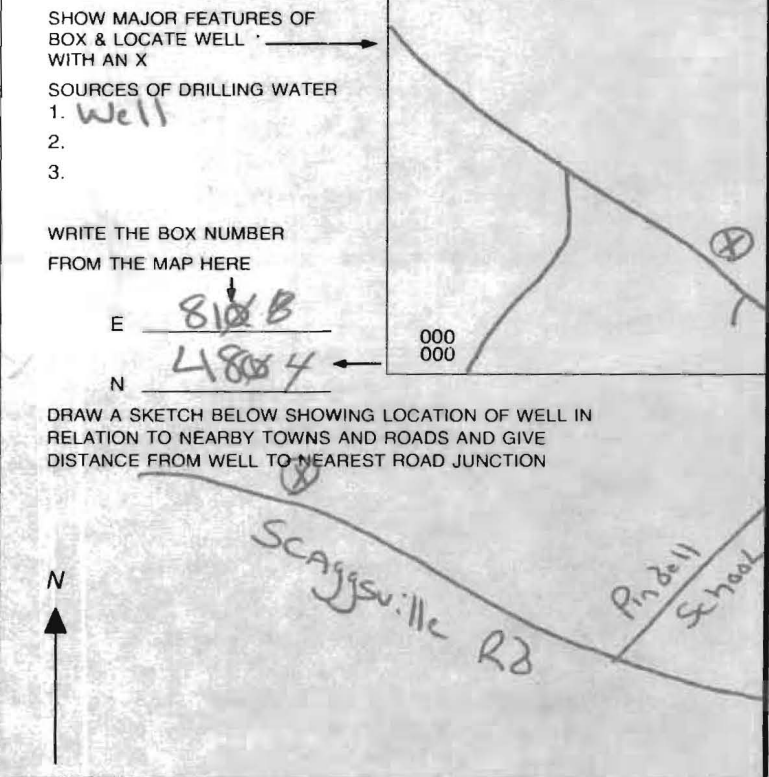 SHOW MAJOR FEATURES OF
BOX & LOCATE WELL
WITH AN X
SOURCES OF DRILLING WATER
1. Well
2.
3.
WRITE THE BOX NUMBER
FROM THE MAP HERE
E
N
000
000
DRAW A SKETCH BELOW SHOWING LOCATION OF WELL IN
RELATION TO NEARBY TOWNS AND ROADS AND GIVE
DISTANCE FROM WELL TO NEAREST ROAD JUNCTION
X
X
Scaggsville Rd
Pindell
School
N